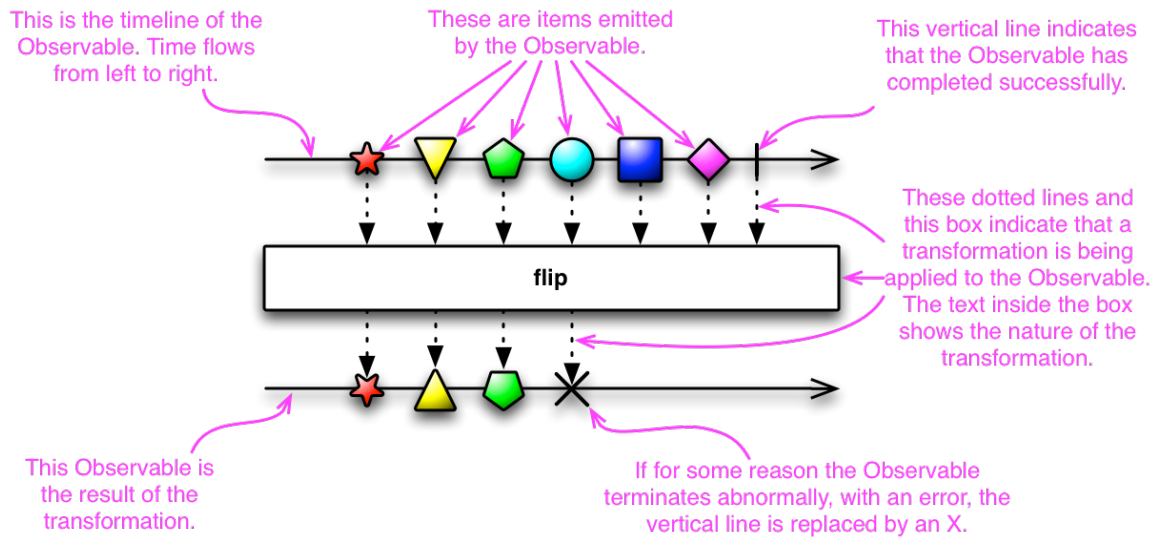 This is the timeline of the
Observable. Time flows
from left to right.
These are items emitted
by the Observable.
This vertical line indicates
that the Observable has
completed successfully.
These dotted lines and
this box indicate that a
transformation is being
applied to the Observable.
The text inside the box
shows the nature of the
transformation.
flip
This Observable is
the result of the
transformation.
If for some reason the Observable
terminates abnormally, with an error, the
vertical line is replaced by an X.